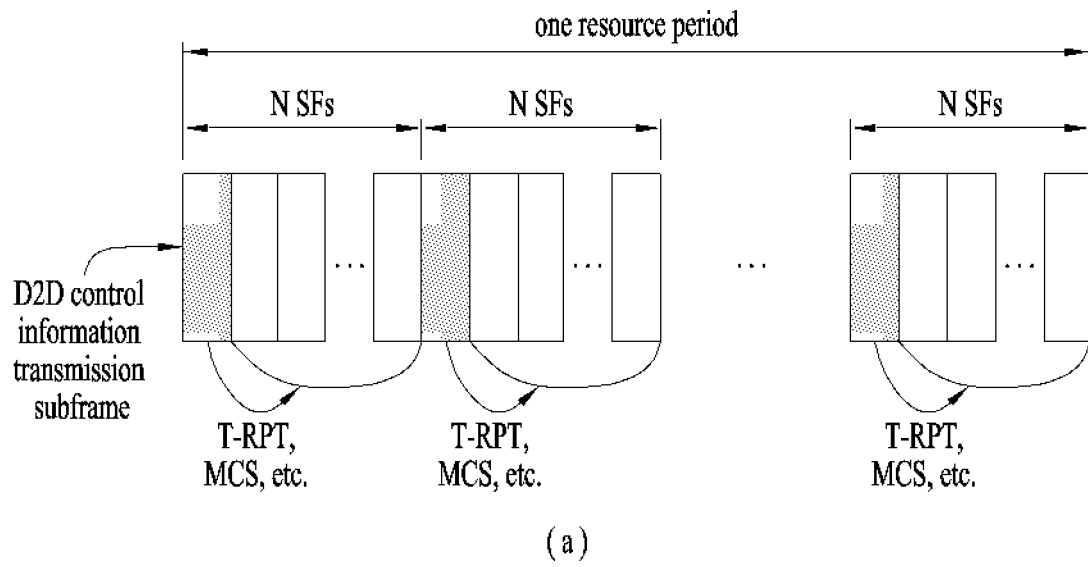 one resource period
N SFs
N SFs
N SFs
...
...
...
...
D2D control
information
transmission
subframe
T-RPT,
MCS, etc.
T-RPT,
MCS, etc.
T-RPT,
MCS, etc.
( a )